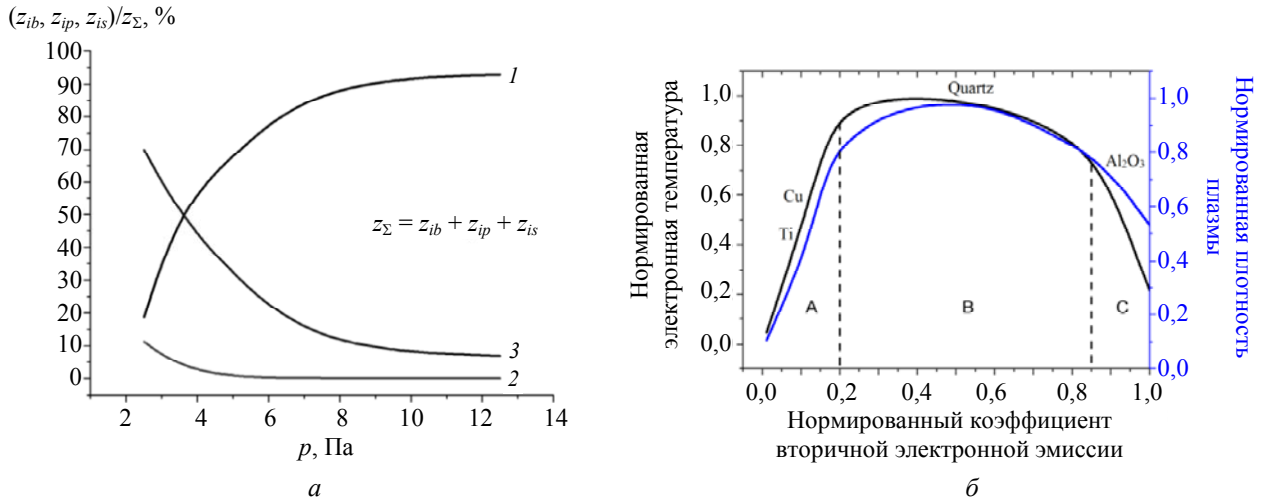 (z_ib, z_ip, z_is)/z_Σ, %
100
90
80
70
60
50
40
30
20
10
0
2 4 6 8 10 12 14
p, Па
1
z_Σ = z_ib + z_ip + z_is
3
2
а
Нормированная
электронная температура
1,0
0,8
0,6
0,4
0,2
0,0
Quartz
Al₂O₃
Cu
Ti
A B C
1,0
0,8
0,6
0,4
0,2
0,0
Нормированная плотность
плазмы
0,0 0,2 0,4 0,6 0,8 1,0
Нормированный коэффициент
вторичной электронной эмиссии
б